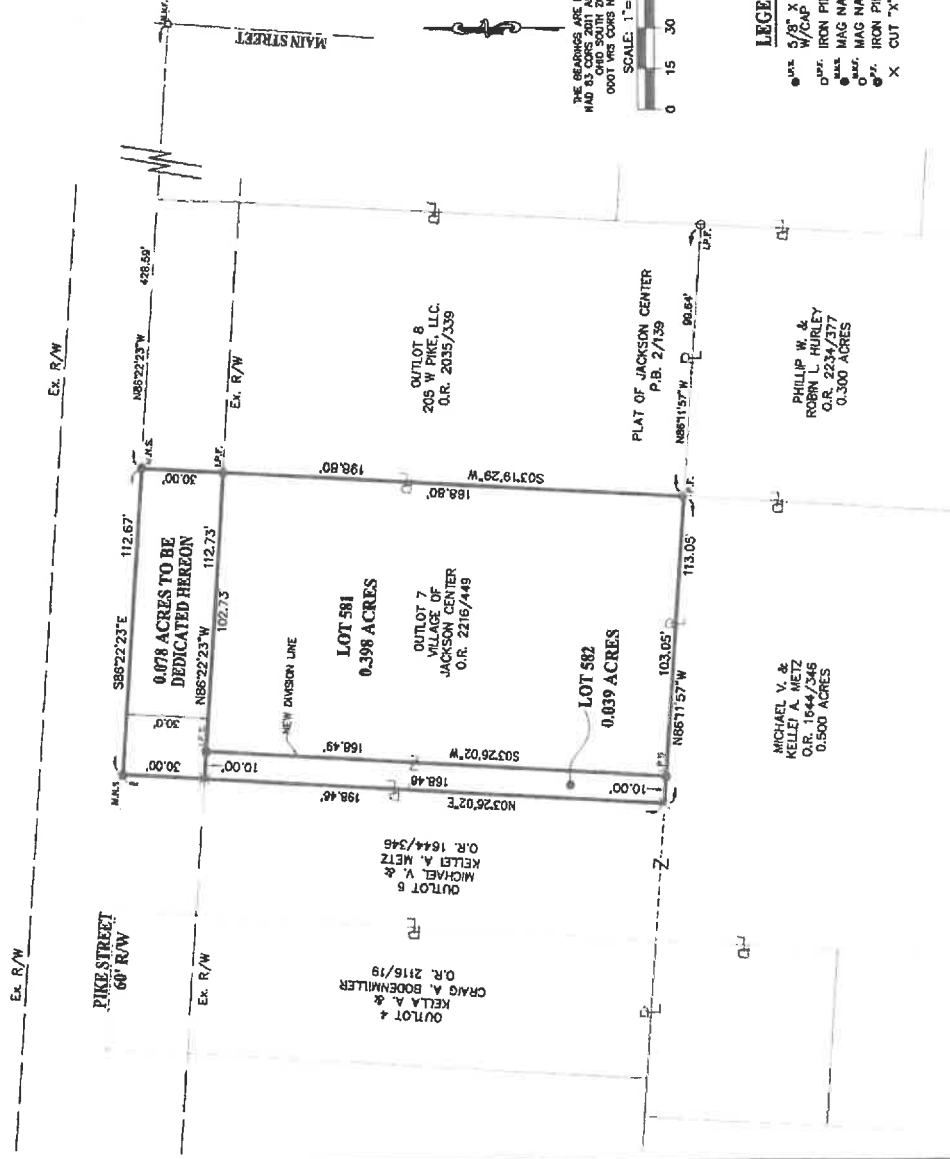 MAIN STREET
THE BEARINGS ARE
NAD 83 CORS 2011
OHIO SOUTH
ODOT VRS CORS
SCALE: 1"=
0 15 30
LEGE
I.P.S. 5/8" X
W/CAP
I.P.F. IRON PI
M.N.S. MAG NA
M.N.F. MAG NA
P.F. IRON PI
X CUT "X"
Ex. R/W
Ex. R/W
PIKE STREET
60' R/W
Ex. R/W
Ex. R/W
N86°22'23"W 428.59'
M.N.S.
M.N.S.
S86°22'23"E 112.67'
30.00'
30.0'
30.00'
0.078 ACRES TO BE
DEDICATED HEREON
I.P.F.
N86°22'23"W 112.73'
102.73
NEW DIVISION LINE
LOT 581
0.398 ACRES
OUTLOT 7
VILLAGE OF
JACKSON CENTER
O.R. 2216/449
LOT 582
0.039 ACRES
198.80'
168.80'
S03°19'29"W
168.49'
S03°26'02"W
10.00'
10.00'
198.46'
168.46
N03°26'02"E
N86°11'57"W 103.05' 113.05'
OUTLOT 8
205 W PIKE, LLC.
O.R. 2035/339
PLAT OF JACKSON CENTER
P.B. 2/139
N86°11'57"W 99.64'
I.P.F.
PHILLIP W. &
ROBIN L. HURLEY
O.R. 2234/377
0.300 ACRES
MICHAEL V. &
KELLEI A. METZ
O.R. 1644/346
0.500 ACRES
OUTLOT 6
MICHAEL V. &
KELLEI A. METZ
O.R. 1644/346
OUTLOT 4
KELLA A. &
CRAIG A. BODENMILLER
O.R. 2116/19